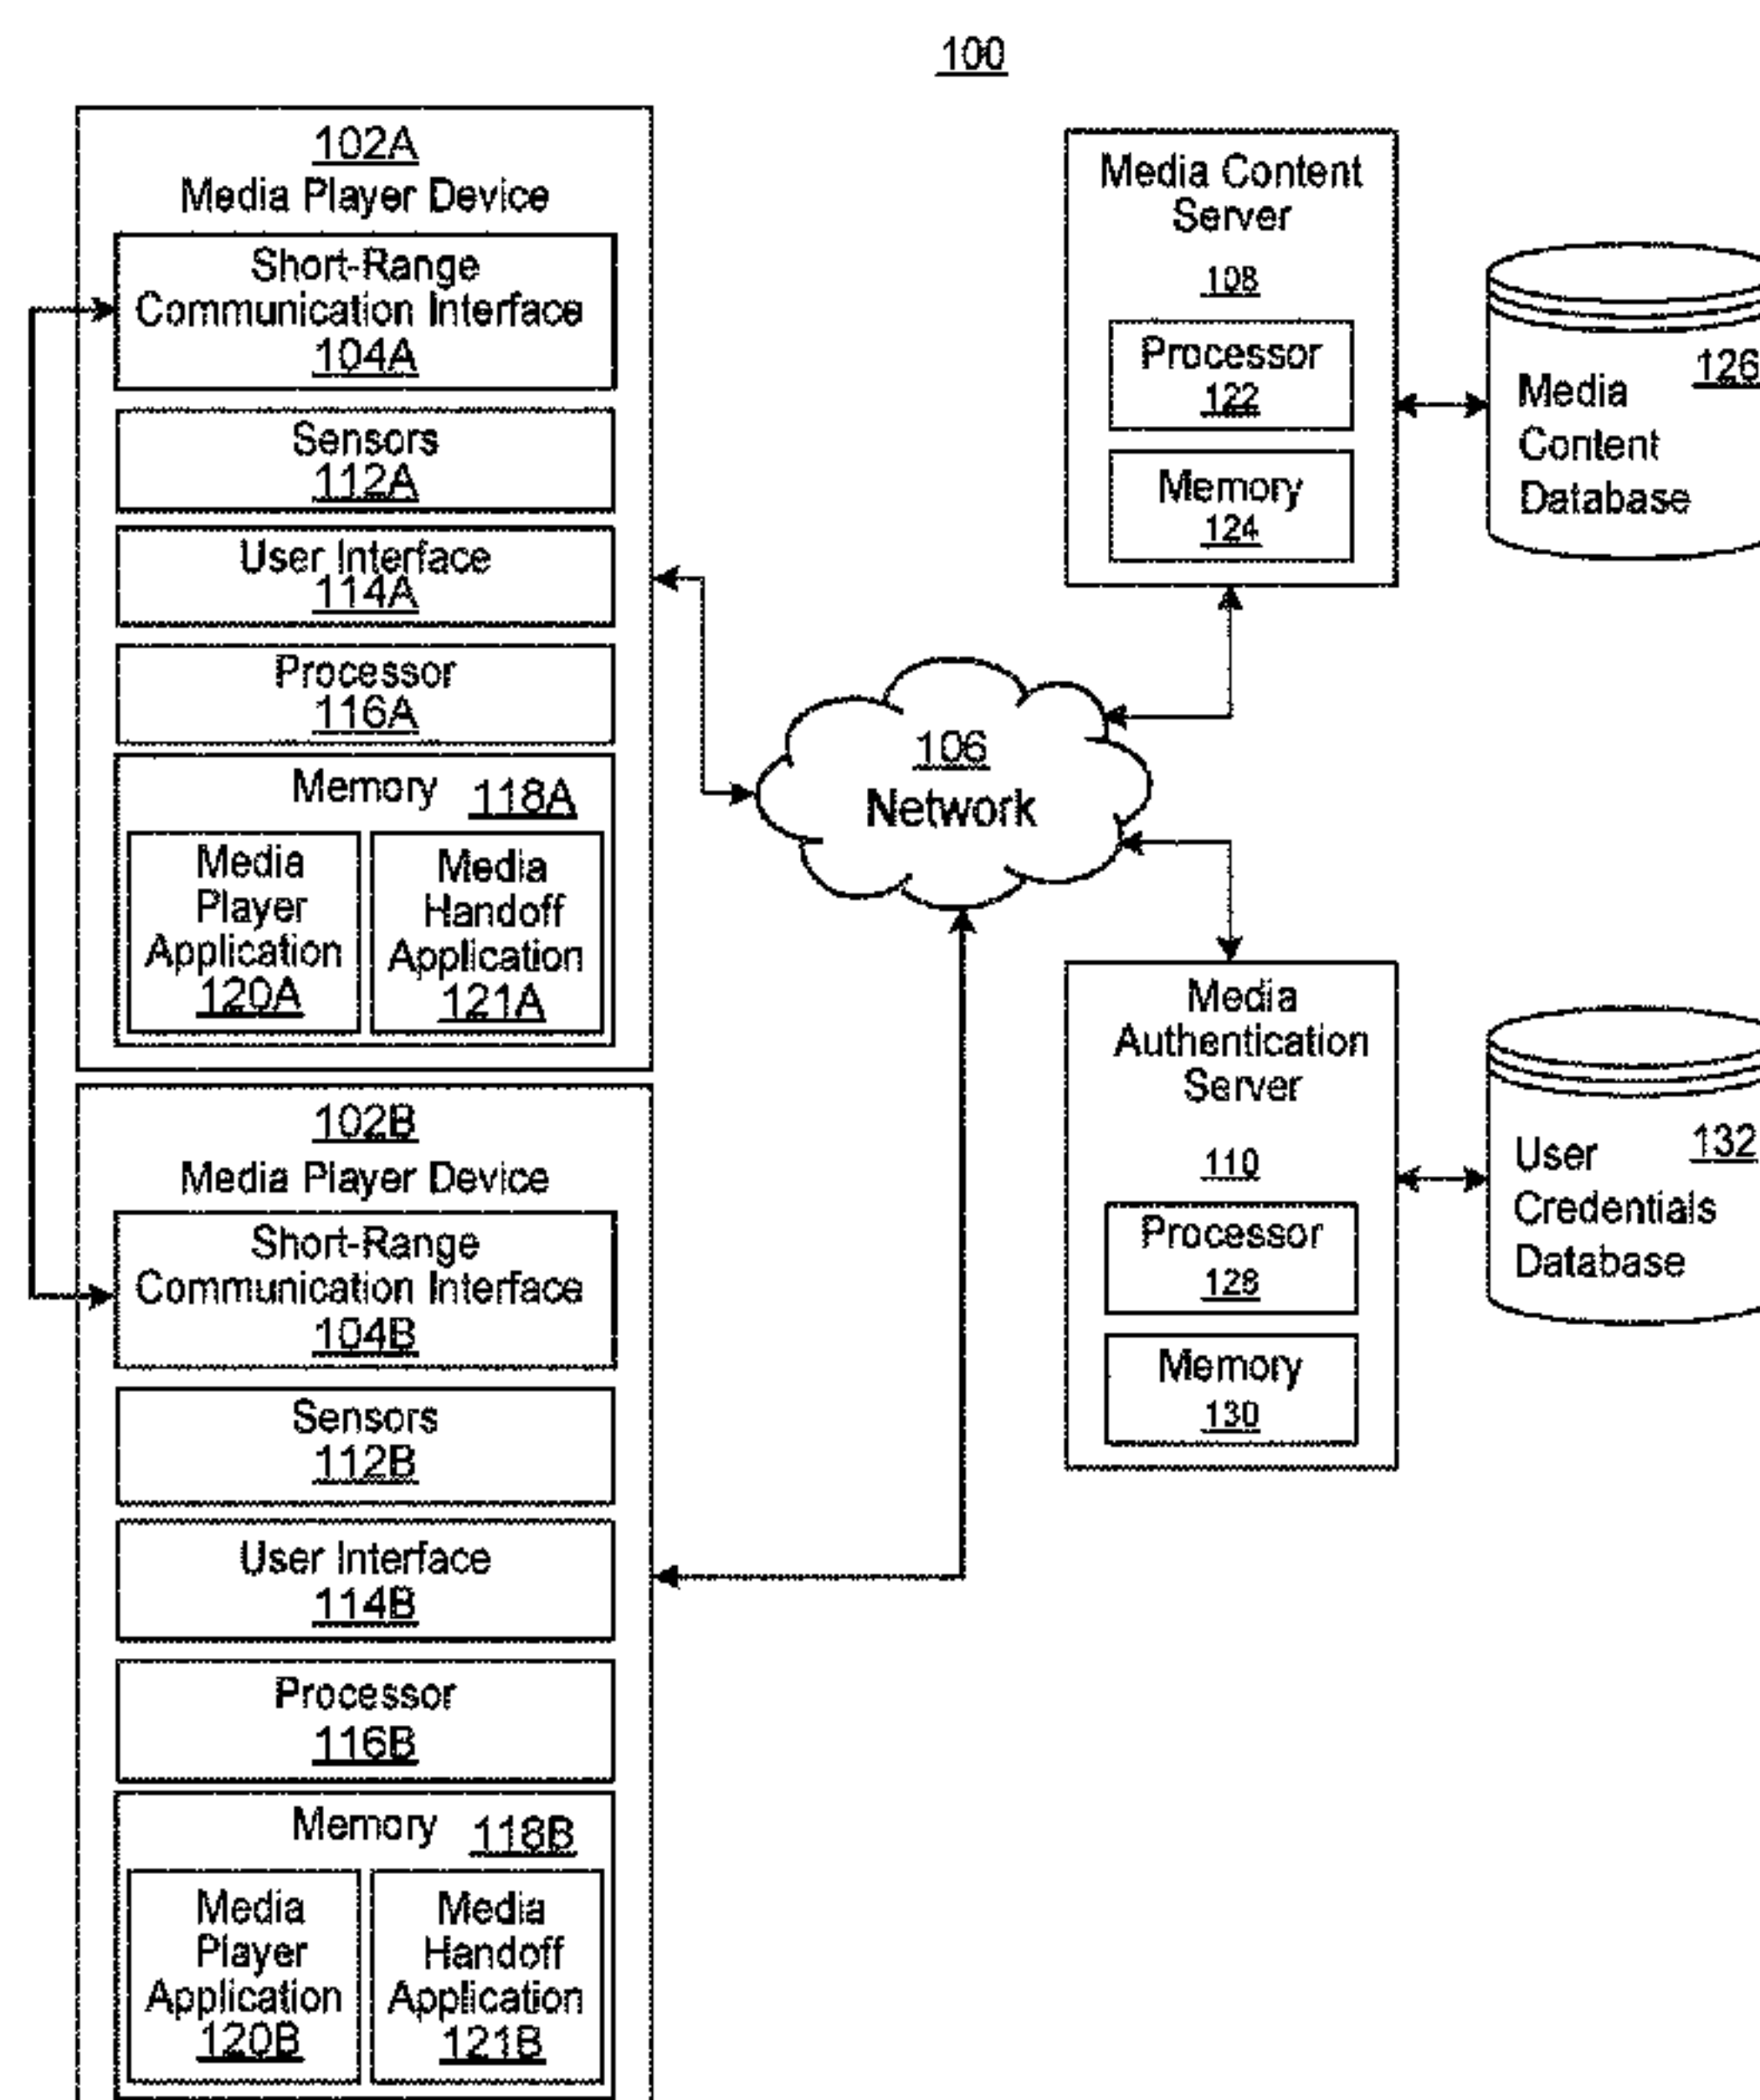 100
102A
Media Player Device
Short-Range
Communication Interface
104A
Sensors
112A
User Interface
114A
Processor
116A
Memory 118A
Media
Player
Application
120A
Media
Handoff
Application
121A
102B
Media Player Device
Short-Range
Communication Interface
104B
Sensors
112B
User Interface
114B
Processor
116B
Memory 118B
Media
Player
Application
120B
Media
Handoff
Application
121B
106
Network
Media Content
Server
108
Processor
122
Memory
124
126
Media
Content
Database
Media
Authentication
Server
110
Processor
128
Memory
130
132
User
Credentials
Database